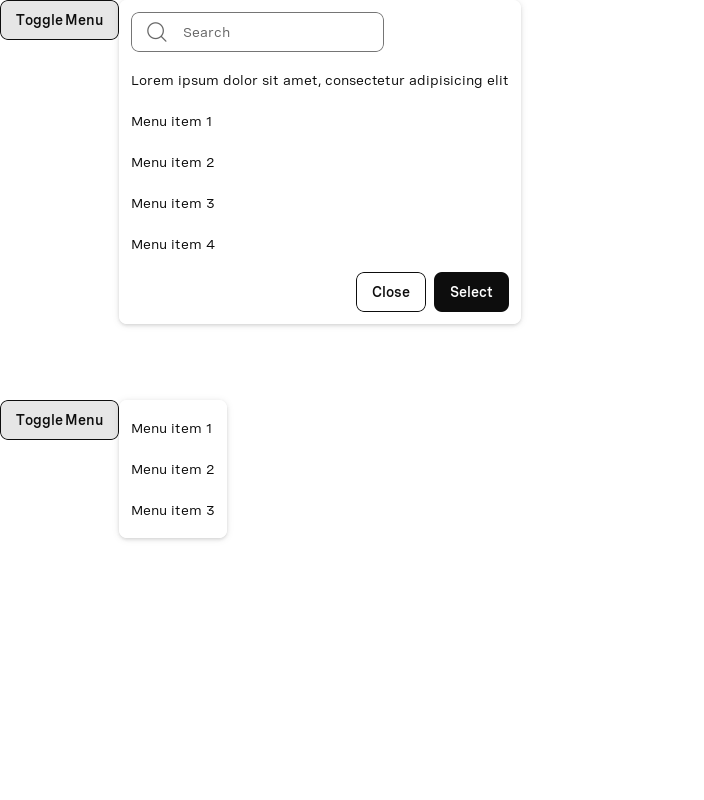 Toggle Menu
Search
Lorem ipsum dolor sit amet, consectetur adipisicing elit
Menu item 1
Menu item 2
Menu item 3
Menu item 4
Close
Select
Toggle Menu
Menu item 1
Menu item 2
Menu item 3